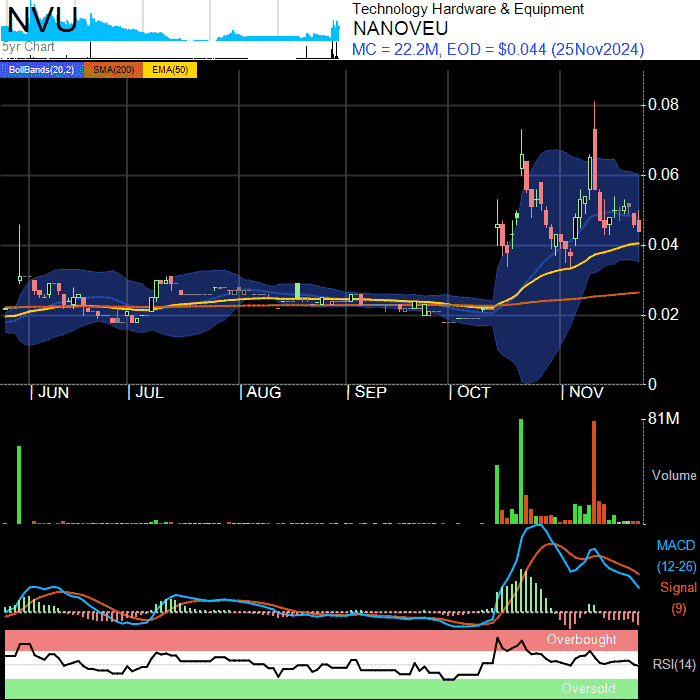 NVU
5yr Chart
Technology Hardware & Equipment
NANOVEU
MC = 22.2M, EOD = $0.044 (25Nov2024)
BollBands(20,2) SMA(200) EMA(50)
0.08
0.06
0.04
0.02
0
JUN JUL AUG SEP OCT NOV
81M
Volume
MACD
(12-26)
Signal
(9)
Overbought
RSI(14)
Oversold